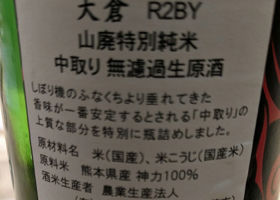 大倉 R2BY
山廃特別純米
中取り 無濾過生原酒
しぼり機のふなくちより垂れてきた
香味が一番安定するとされる「中取り」の
上質な部分を特別に瓶詰めしました。
原材料名 米(国産)、米こうじ(国産米)
原料米 熊本県産 神力100%
酒米生産者 農業生産法人